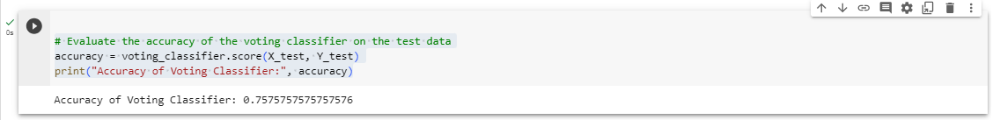 0s
# Evaluate the accuracy of the voting classifier on the test data
accuracy = voting_classifier.score(X_test, Y_test)
print("Accuracy of Voting Classifier:", accuracy)
Accuracy of Voting Classifier: 0.7575757575757576